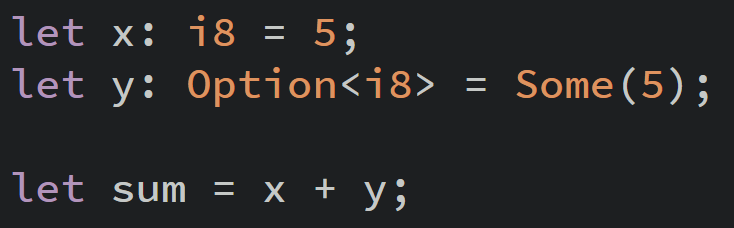 let x: i8 = 5;
let y: Option<i8> = Some(5);
let sum = x + y;